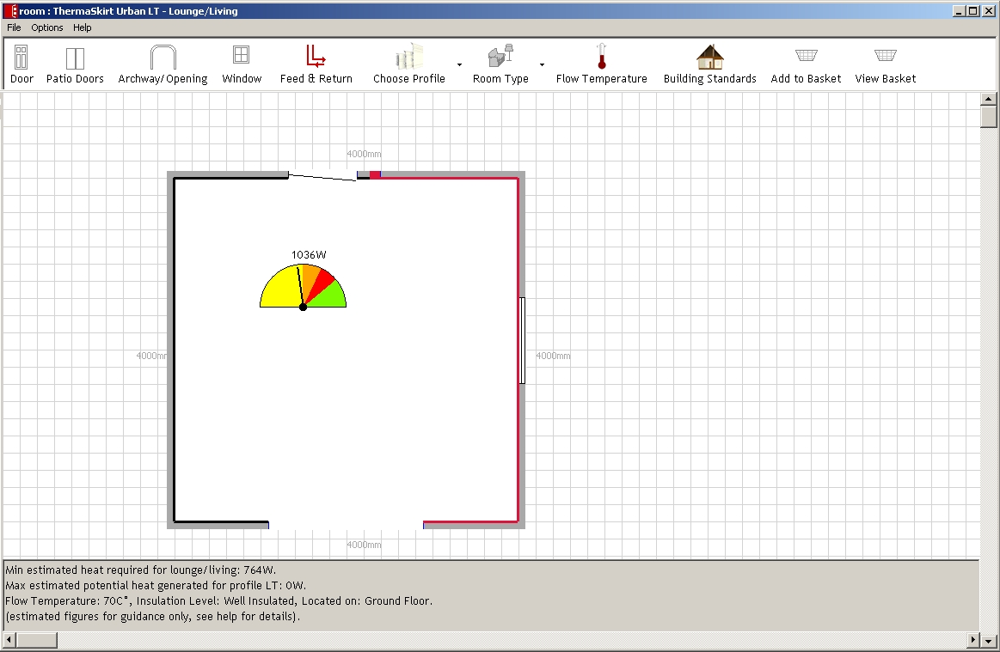 room : ThermaSkirt Urban LT - Lounge/Living
File Options Help
Door Patio Doors Archway/Opening Window Feed & Return Choose Profile Room Type Flow Temperature Building Standards Add to Basket View Basket
4000mm
1036W
4000mm 4000mm
4000mm
Min estimated heat required for lounge/living: 764W.
Max estimated potential heat generated for profile LT: 0W.
Flow Temperature: 70C°, Insulation Level: Well Insulated, Located on: Ground Floor.
(estimated figures for guidance only, see help for details).